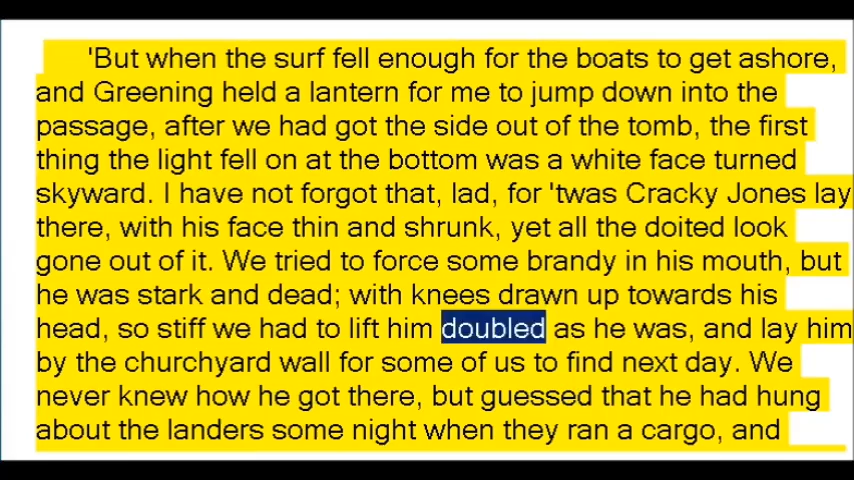 'But when the surf fell enough for the boats to get ashore,
and Greening held a lantern for me to jump down into the
passage, after we had got the side out of the tomb, the first
thing the light fell on at the bottom was a white face turned
skyward. I have not forgot that, lad, for 'twas Cracky Jones lay
there, with his face thin and shrunk, yet all the doited look
gone out of it. We tried to force some brandy in his mouth, but
he was stark and dead; with knees drawn up towards his
head, so stiff we had to lift him doubled as he was, and lay him
by the churchyard wall for some of us to find next day. We
never knew how he got there, but guessed that he had hung
about the landers some night when they ran a cargo, and